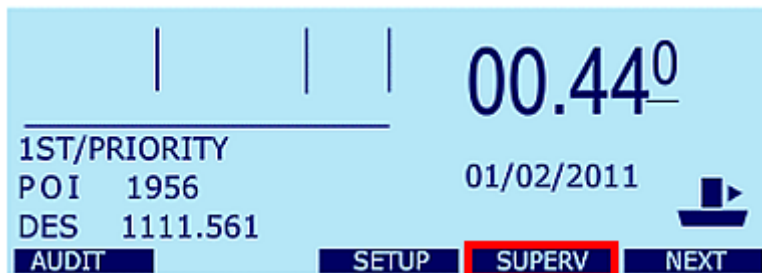 00.440
1ST/PRIORITY
POI 1956
01/02/2011
DES 1111.561
AUDIT SETUP SUPERV NEXT